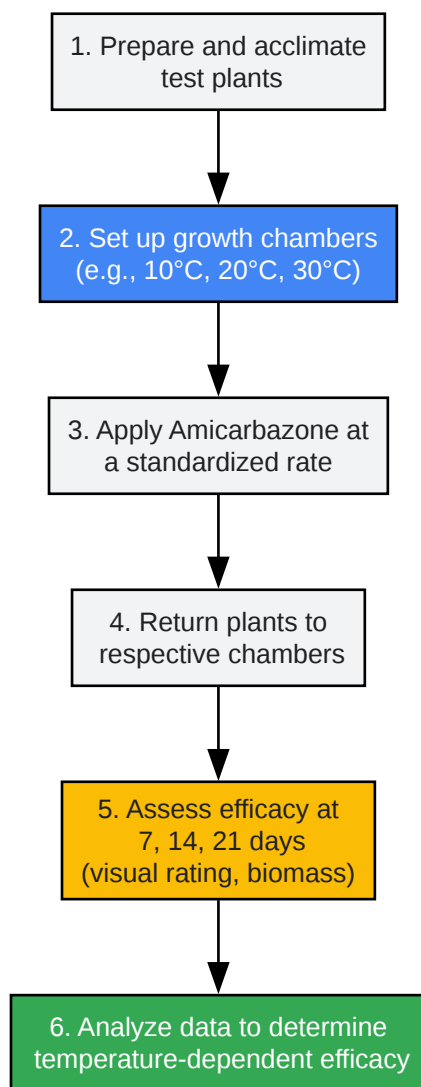 1. Prepare and acclimate
test plants
2. Set up growth chambers
(e.g., 10°C, 20°C, 30°C)
3. Apply Amicarbazone at
a standardized rate
4. Return plants to
respective chambers
5. Assess efficacy at
7, 14, 21 days
(visual rating, biomass)
6. Analyze data to determine
temperature-dependent efficacy